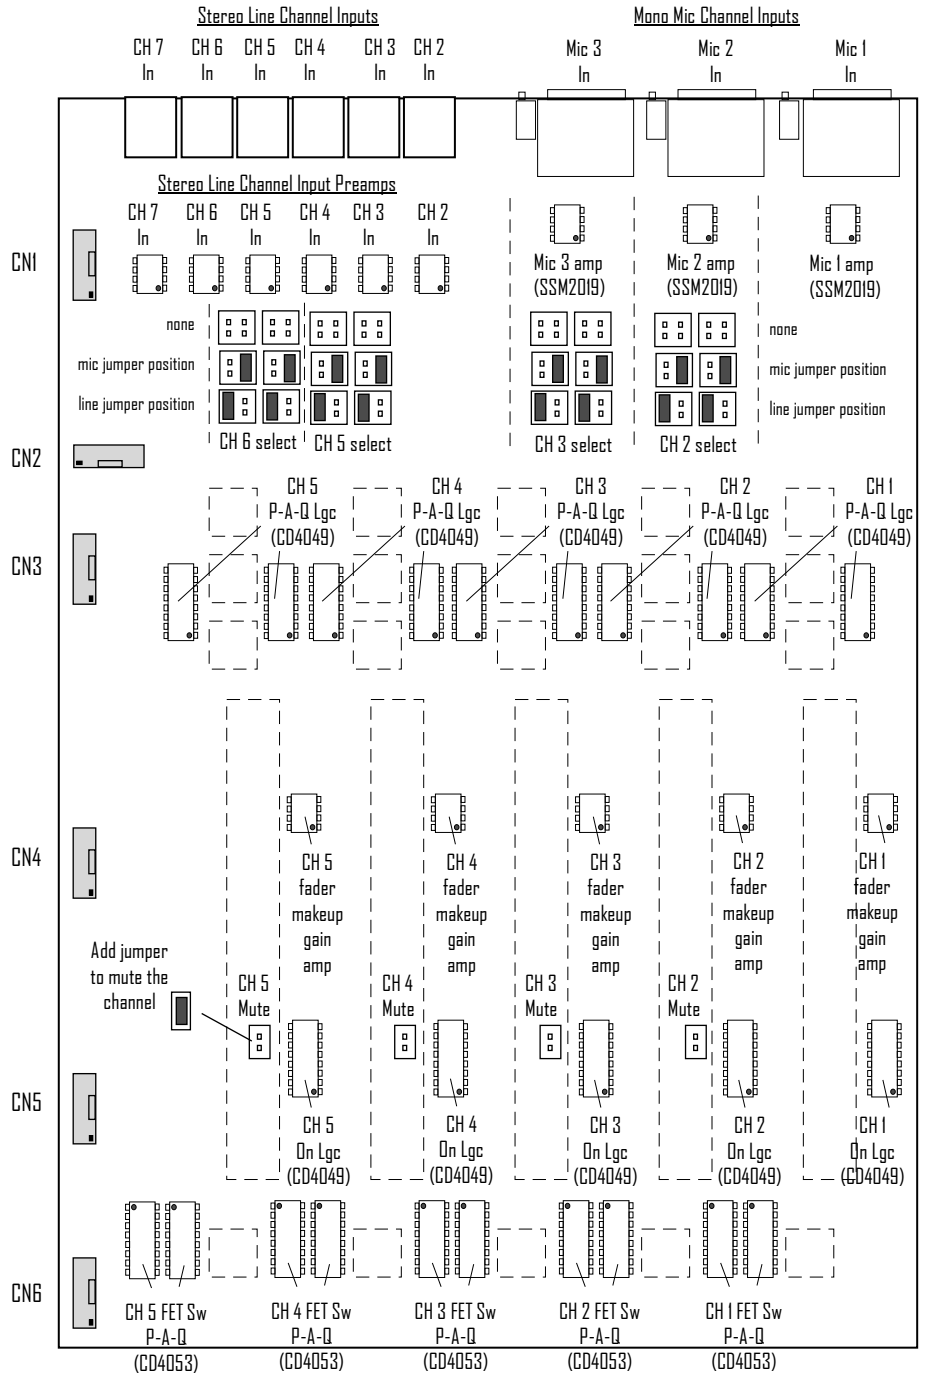 Stereo Line Channel Inputs
Mono Mic Channel Inputs
CH 7
In
CH 6
In
CH 5
In
CH 4
In
CH 3
In
CH 2
In
Mic 3
In
Mic 2
In
Mic 1
In
Stereo Line Channel Input Preamps
CH 7
In
CH 6
In
CH 5
In
CH 4
In
CH 3
In
CH 2
In
Mic 3 amp
(SSM2019)
Mic 2 amp
(SSM2019)
Mic 1 amp
(SSM2019)
CN1
none
mic jumper position
line jumper position
none
mic jumper position
line jumper position
CH 6 select
CH 5 select
CH 3 select
CH 2 select
CN2
CH 5
P-A-Q Lgc
(CD4049)
CH 4
P-A-Q Lgc
(CD4049)
CH 3
P-A-Q Lgc
(CD4049)
CH 2
P-A-Q Lgc
(CD4049)
CH 1
P-A-Q Lgc
(CD4049)
CN3
CN4
CH 5
fader
makeup
gain
amp
CH 4
fader
makeup
gain
amp
CH 3
fader
makeup
gain
amp
CH 2
fader
makeup
gain
amp
CH 1
fader
makeup
gain
amp
Add jumper
to mute the
channel
CH 5
Mute
CH 4
Mute
CH 3
Mute
CH 2
Mute
CN5
CH 5
On Lgc
(CD4049)
CH 4
On Lgc
(CD4049)
CH 3
On Lgc
(CD4049)
CH 2
On Lgc
(CD4049)
CH 1
On Lgc
(CD4049)
CN6
CH 5 FET Sw
P-A-Q
(CD4053)
CH 4 FET Sw
P-A-Q
(CD4053)
CH 3 FET Sw
P-A-Q
(CD4053)
CH 2 FET Sw
P-A-Q
(CD4053)
CH 1 FET Sw
P-A-Q
(CD4053)